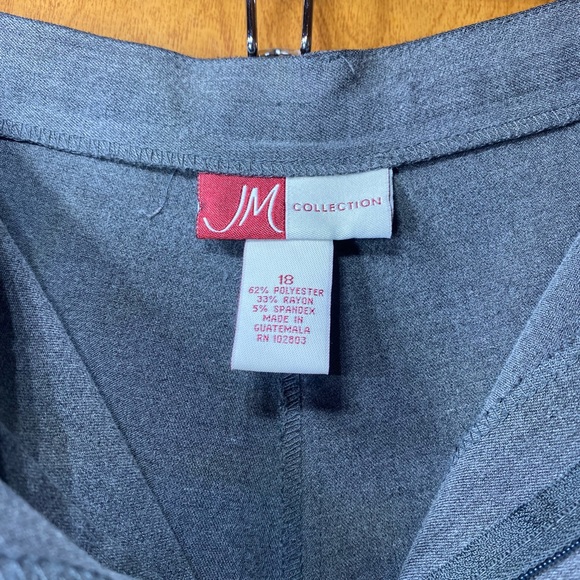 JM COLLECTION
18
62% POLYESTER
33% RAYON
5% SPANDEX
MADE IN
GUATEMALA
RN 102803